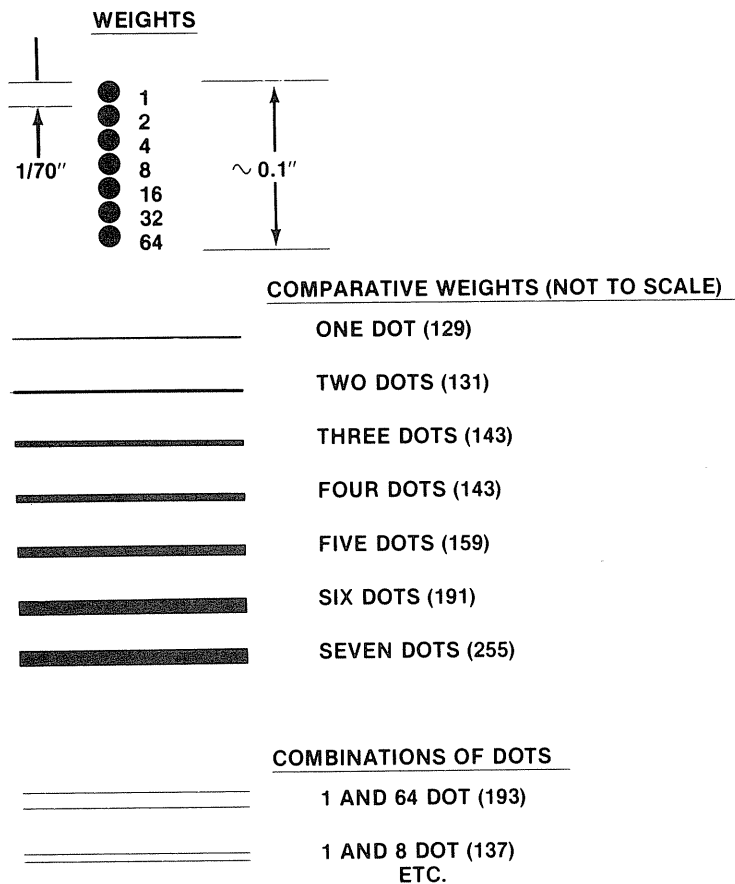 WEIGHTS
1
2
4
1/70" 8 ~ 0.1"
16
32
64
COMPARATIVE WEIGHTS (NOT TO SCALE)
ONE DOT (129)
TWO DOTS (131)
THREE DOTS (143)
FOUR DOTS (143)
FIVE DOTS (159)
SIX DOTS (191)
SEVEN DOTS (255)
COMBINATIONS OF DOTS
1 AND 64 DOT (193)
1 AND 8 DOT (137)
ETC.